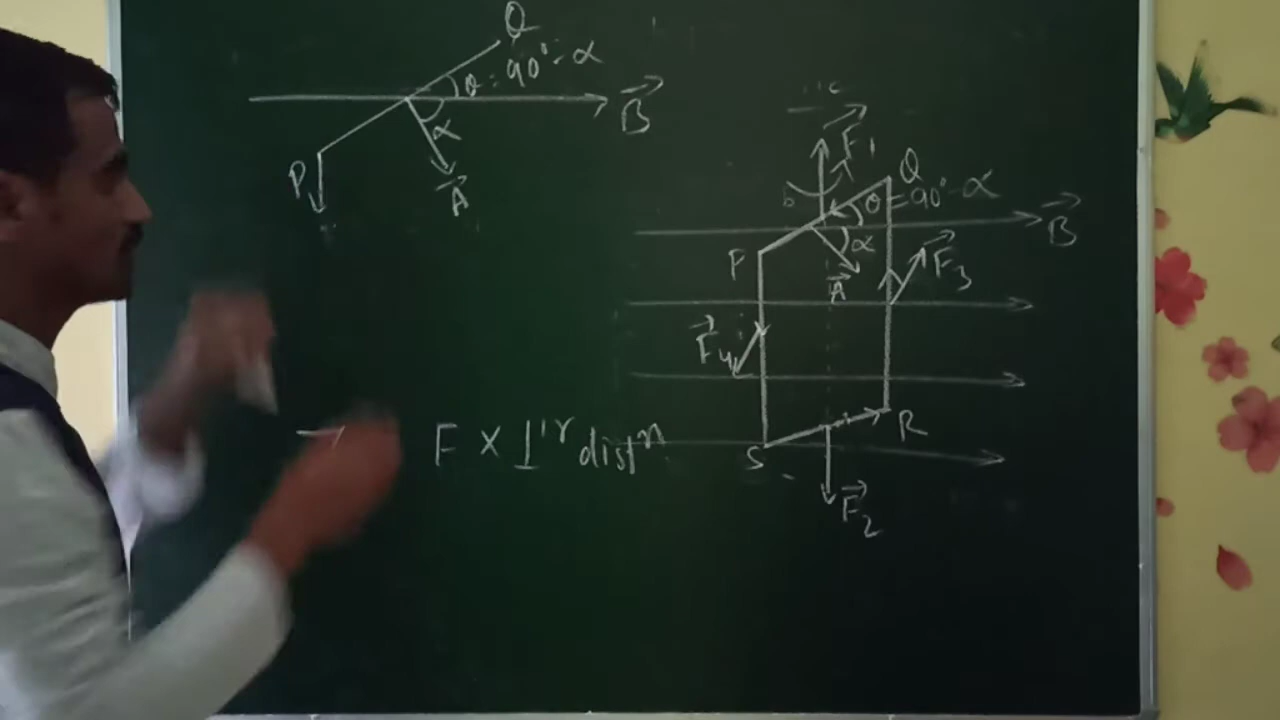 Q
θ = 90° - α
B
α
P
A
F1
Q
b
θ = 90° - α
B
P
α
A
F3
i
F4
F × ⊥'r distn
S
R
F2